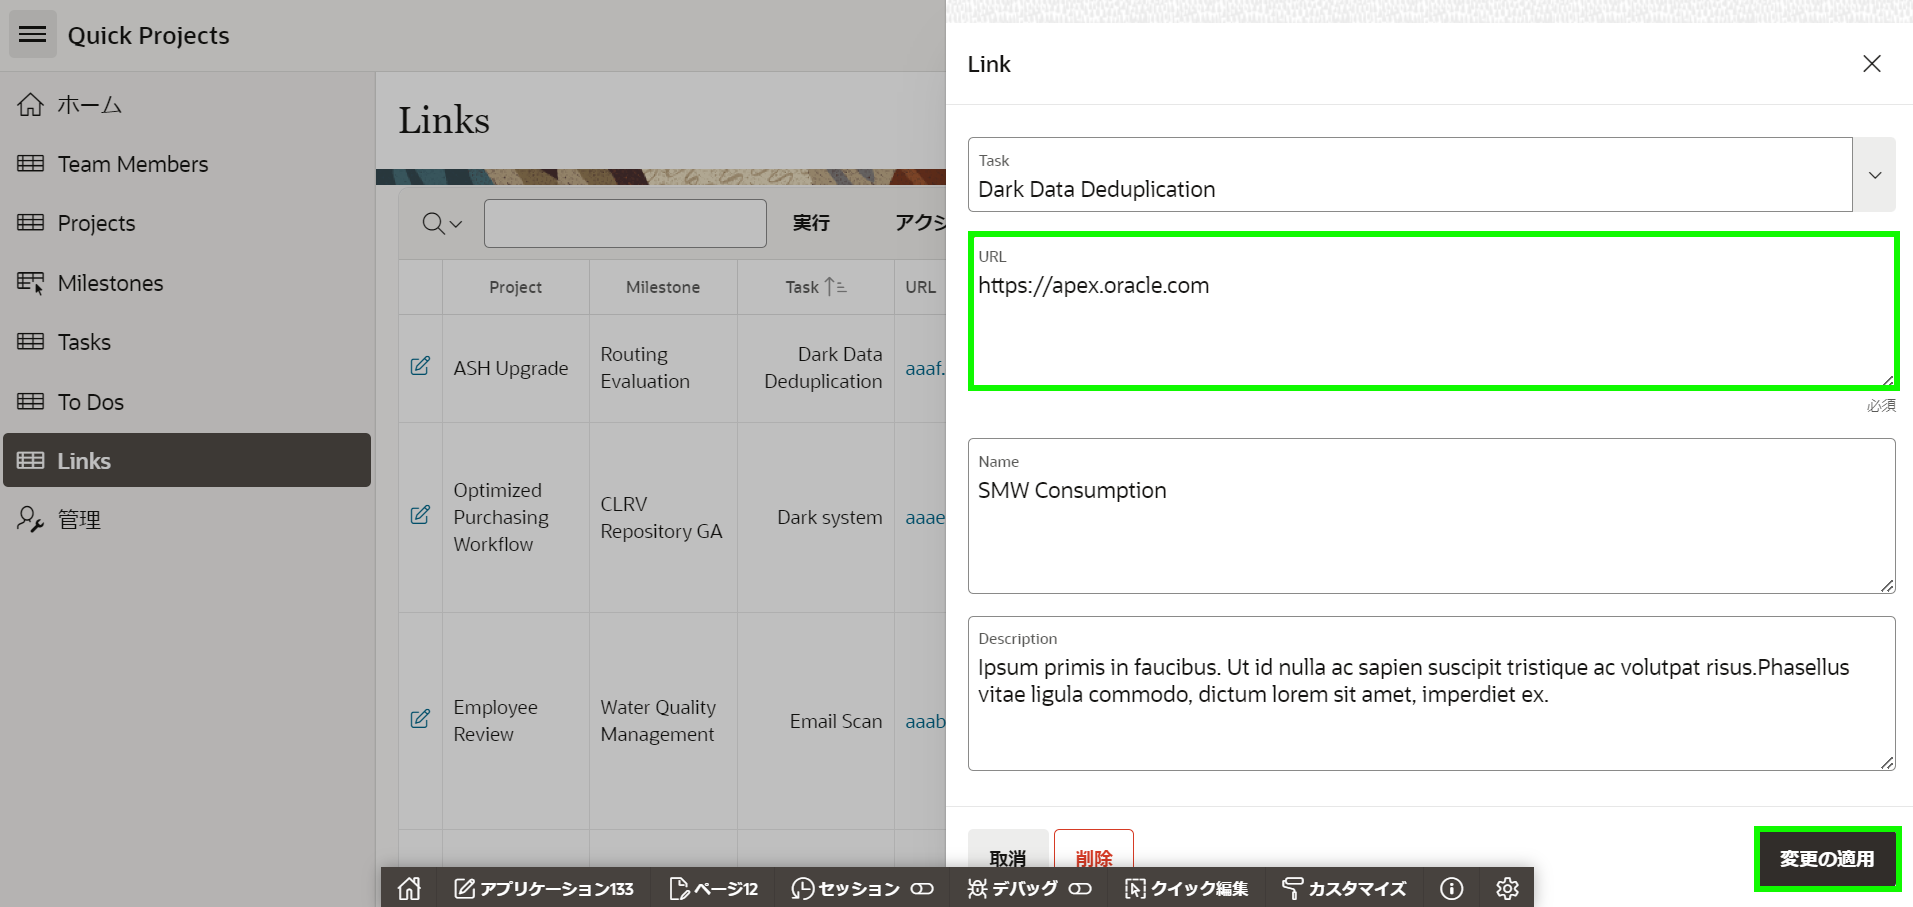 Quick Projects
ホーム
Team Members
Projects
Milestones
Tasks
To Dos
Links
管理
Links
実行
アクシ
Project
Milestone
Task
URL
ASH Upgrade
Routing
Evaluation
Dark Data
Deduplication
aaaf.
Optimized
Purchasing
Workflow
CLRV
Repository GA
Dark system
aaae
Employee
Review
Water Quality
Management
Email Scan
aaab
Link
Task
Dark Data Deduplication
URL
https://apex.oracle.com
必須
Name
SMW Consumption
Description
Ipsum primis in faucibus. Ut id nulla ac sapien suscipit tristique ac volutpat risus.Phasellus
vitae ligula commodo, dictum lorem sit amet, imperdiet ex.
取消
削除
変更の適用
アプリケーション133
ページ12
セッション
デバッグ
クイック編集
カスタマイズ